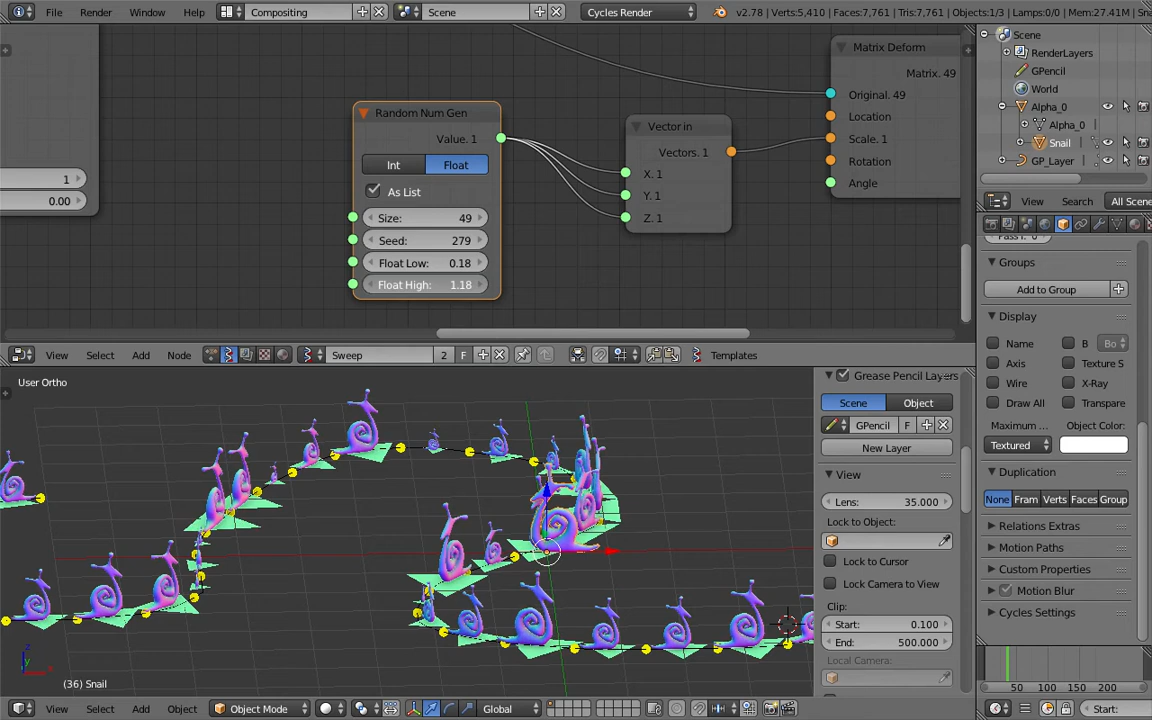 File Render Window Help Compositing F Scene Cycles Render v2.78 | Verts:5,410 | Faces:7,761 | Tris:7,761 | Objects:1/3 | Lamps:0/0 | Mem:27.41M |
Scene
RenderLayers
GPencil
World
Alpha_0
Alpha_0
Snail
GP_Layer
View Search All Scene
Random Num Gen
Value. 1
Int Float
As List
Size: 49
Seed: 279
Float Low: 0.18
Float High: 1.18
1
0.00
Vector in
Vectors. 1
X. 1
Y. 1
Z. 1
Matrix Deform
Matrix. 49
Original. 49
Location
Scale. 1
Rotation
Angle
View Select Add Node Sweep 2 F Templates
User Ortho
(36) Snail
Grease Pencil Layers
Scene Object
GPencil F
New Layer
View
Lens: 35.000
Lock to Object:
Lock to Cursor
Lock Camera to View
Clip:
Start: 0.100
End: 500.000
Local Camera:
Groups
Add to Group
Display
Name B Bo
Axis Texture S
Wire X-Ray
Draw All Transpare
Maximum ... Object Color:
Textured
Duplication
None Fram Verts Faces Group
Relations Extras
Motion Paths
Custom Properties
Motion Blur
Cycles Settings
50 100 150 200
View Select Add Object Object Mode Global
Start: